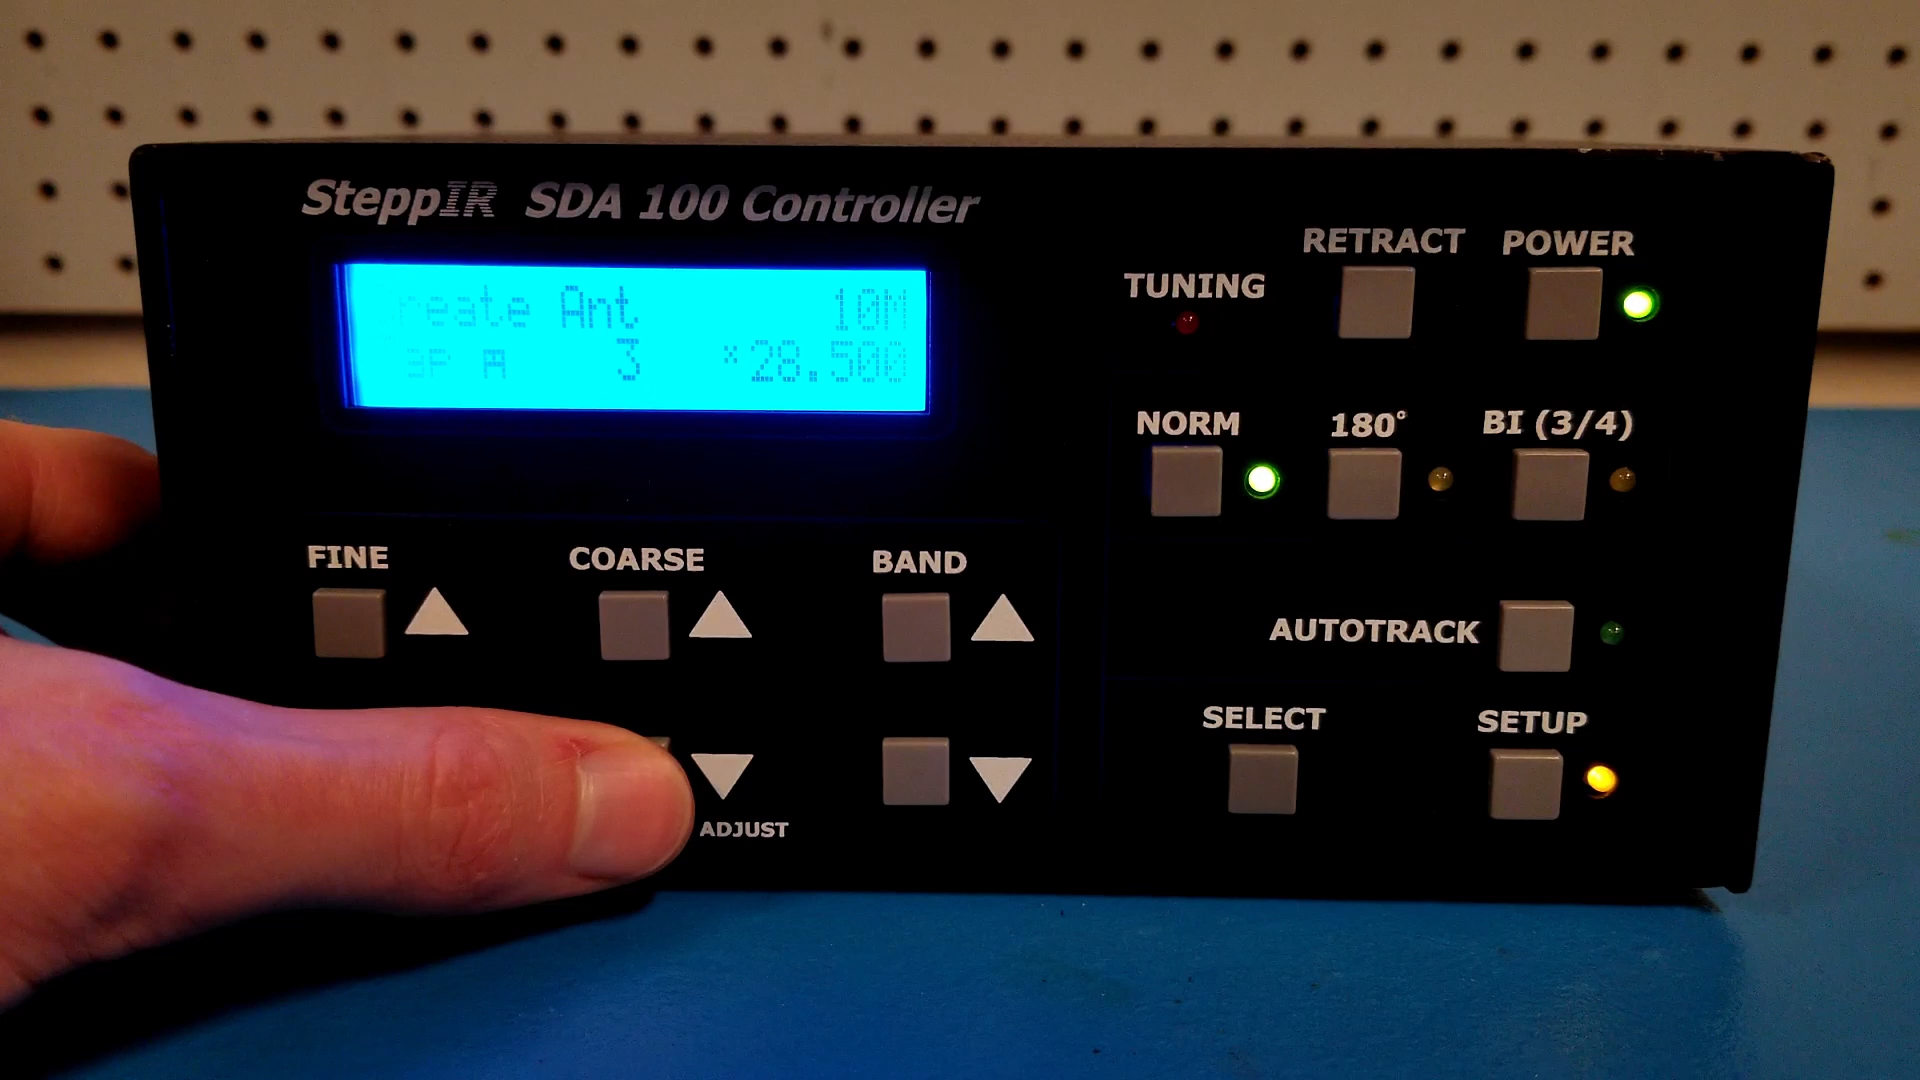 SteppIR SDA 100 Controller
reate Ant 10M
3 *28.500
TUNING
RETRACT
POWER
NORM
180°
BI (3/4)
FINE
COARSE
BAND
AUTOTRACK
SELECT
SETUP
ADJUST